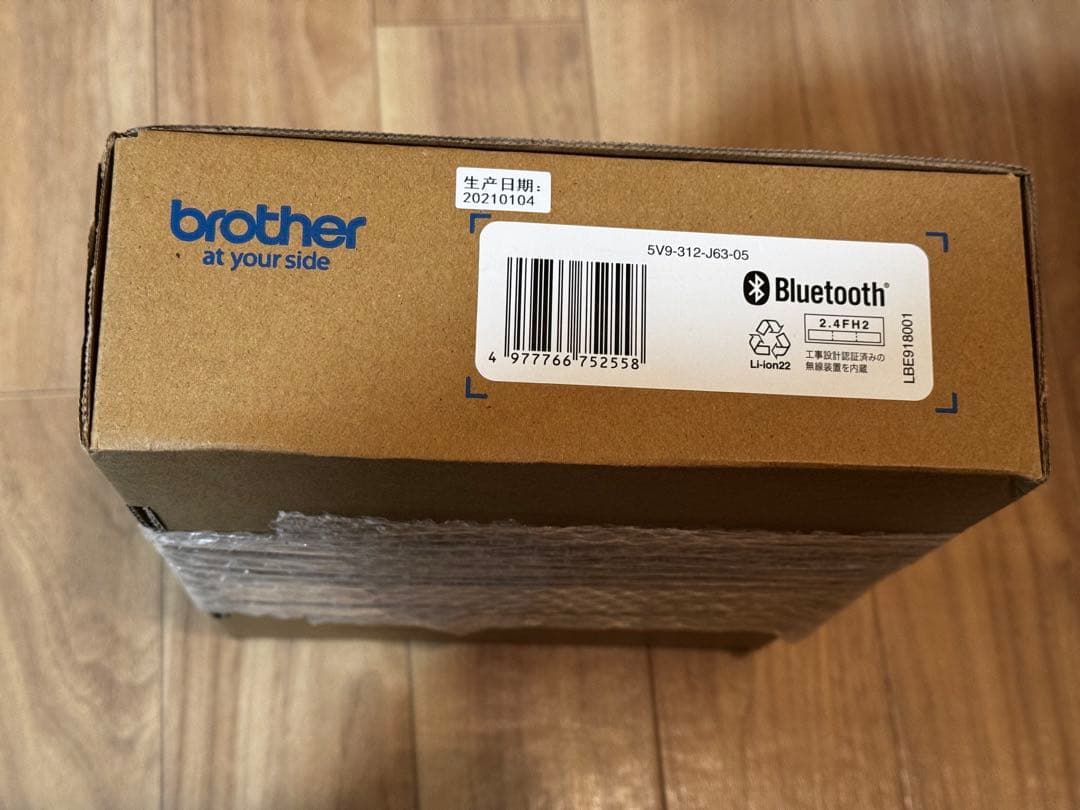 brother
at your side
生产日期:
20210104
5V9-312-J63-05
4 977766 752558
Bluetooth®
Li-ion22
2.4FH2
工事設計認証済みの
無線装置を内蔵
LBE918001